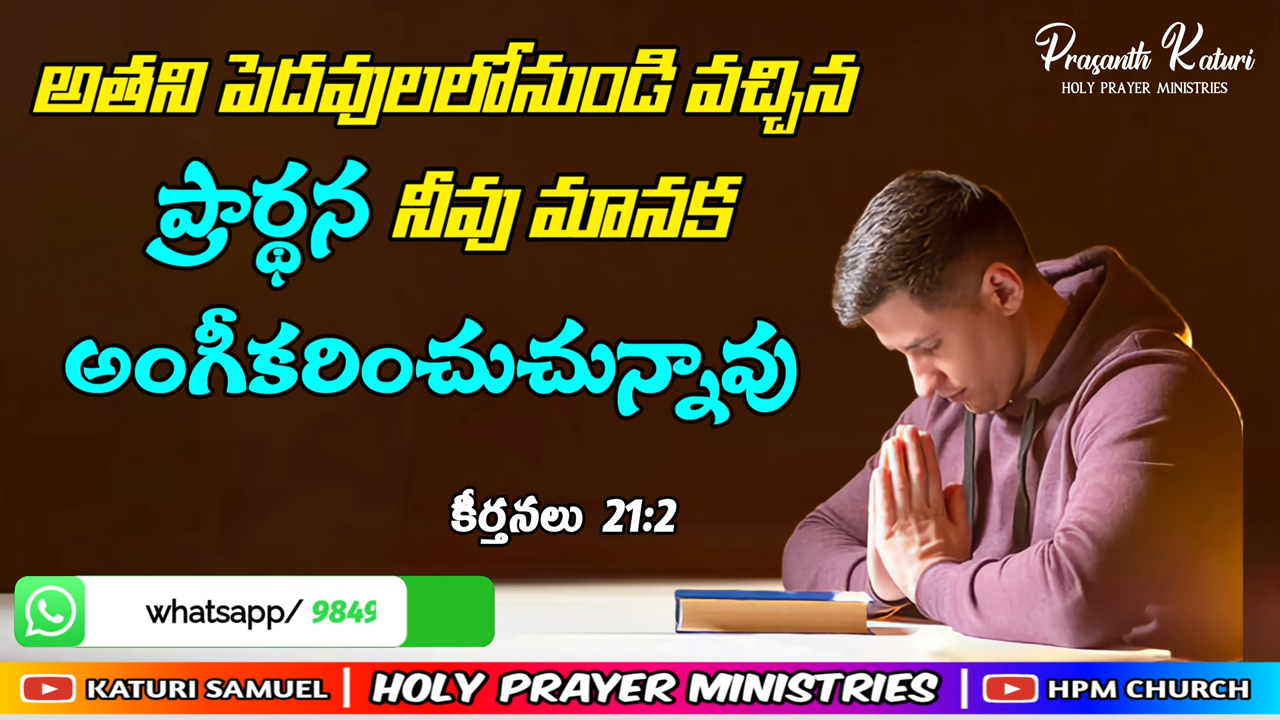 Prasanth Katuri
HOLY PRAYER MINISTRIES
అతని పెదవులలోనుండి వచ్చిన
ప్రార్థన నీవు మానక
అంగీకరించుచున్నావు
కీర్తనలు 21:2
whatsapp/ 9849
KATURI SAMUEL | HOLY PRAYER MINISTRIES | HPM CHURCH